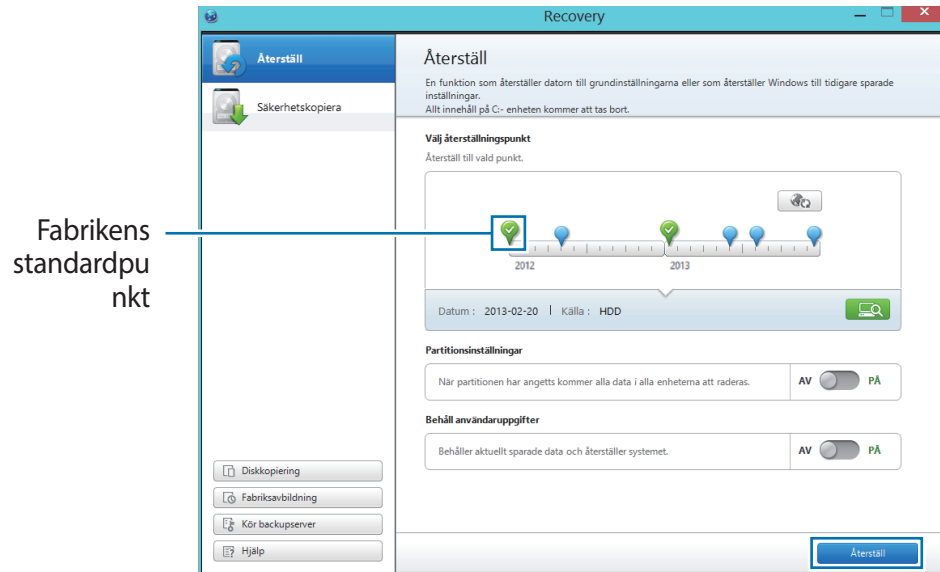 Recovery
Återställ
Säkerhetskopiera
Återställ
En funktion som återställer datorn till grundinställningarna eller som återställer Windows till tidigare sparade
inställningar.
Allt innehåll på C:- enheten kommer att tas bort.
Välj återställningspunkt
Återställ till vald punkt.
Fabrikens
standardpu
nkt
2012 2013
Datum : 2013-02-20 | Källa : HDD
Partitionsinställningar
När partitionen har angetts kommer alla data i alla enheterna att raderas. AV PÅ
Behåll användaruppgifter
Behåller aktuellt sparade data och återställer systemet. AV PÅ
Diskkopiering
Fabriksavbildning
Kör backupserver
Hjälp
Återställ